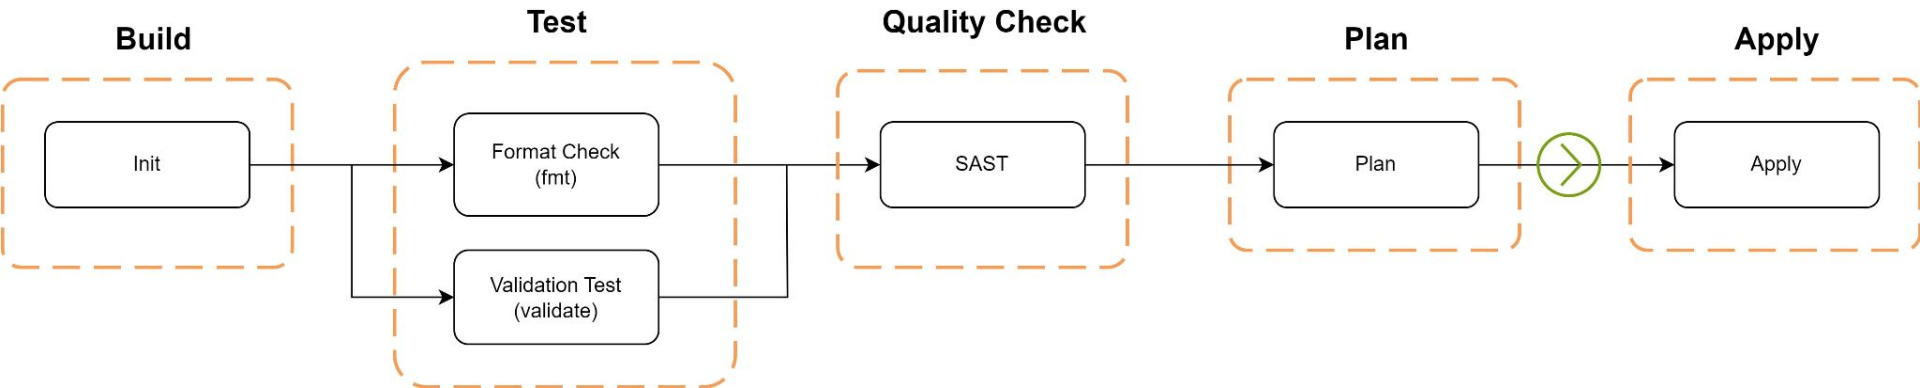 Build
Test
Quality Check
Plan
Apply
Init
Format Check
(fmt)
Validation Test
(validate)
SAST
Plan
Apply